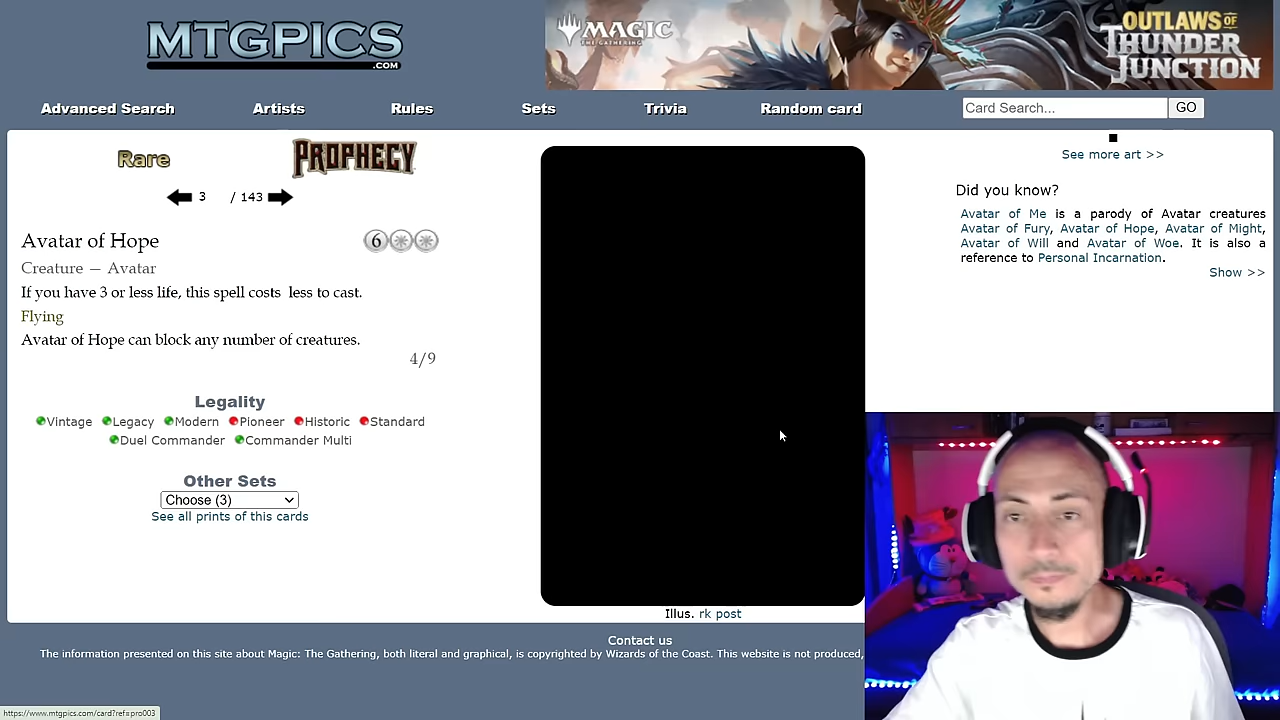 MTGPICS
.COM
MAGIC
THE GATHERING
OUTLAWS OF
THUNDER
JUNCTION
Advanced Search
Artists
Rules
Sets
Trivia
Random card
Card Search...
GO
Rare
PROPHECY
3 / 143
Avatar of Hope
6
Creature — Avatar
If you have 3 or less life, this spell costs less to cast.
Flying
Avatar of Hope can block any number of creatures.
4/9
Legality
Vintage Legacy Modern Pioneer Historic Standard
Duel Commander Commander Multi
Other Sets
Choose (3)
See all prints of this cards
Illus. rk post
See more art >>
Did you know?
Avatar of Me is a parody of Avatar creatures
Avatar of Fury, Avatar of Hope, Avatar of Might,
Avatar of Will and Avatar of Woe. It is also a
reference to Personal Incarnation.
Show >>
Contact us
The information presented on this site about Magic: The Gathering, both literal and graphical, is copyrighted by Wizards of the Coast. This website is not produced,
https://www.mtgpics.com/card?ref=pro003